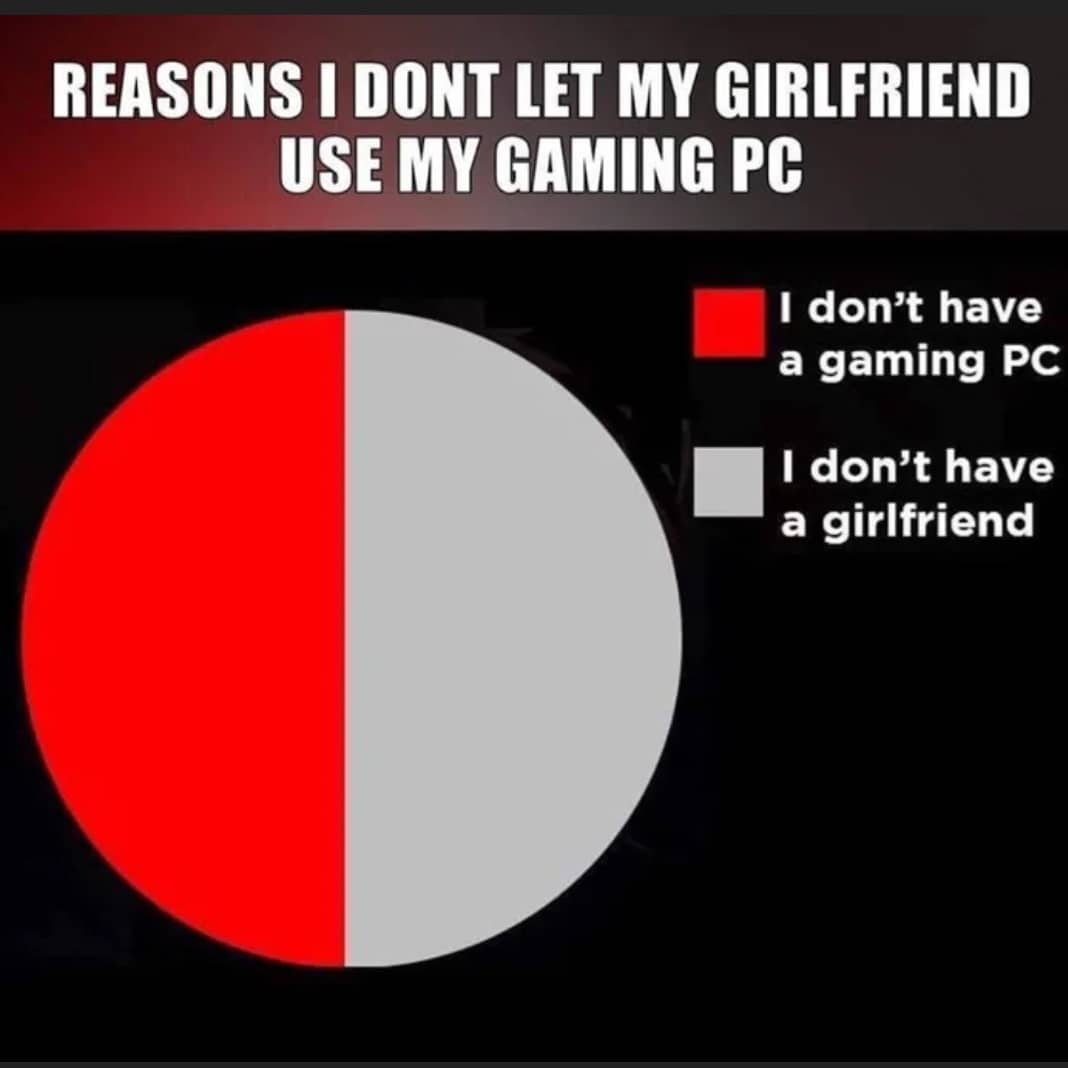 REASONS I DONT LET MY GIRLFRIEND
USE MY GAMING PC
I don’t have
a gaming PC
I don’t have
a girlfriend